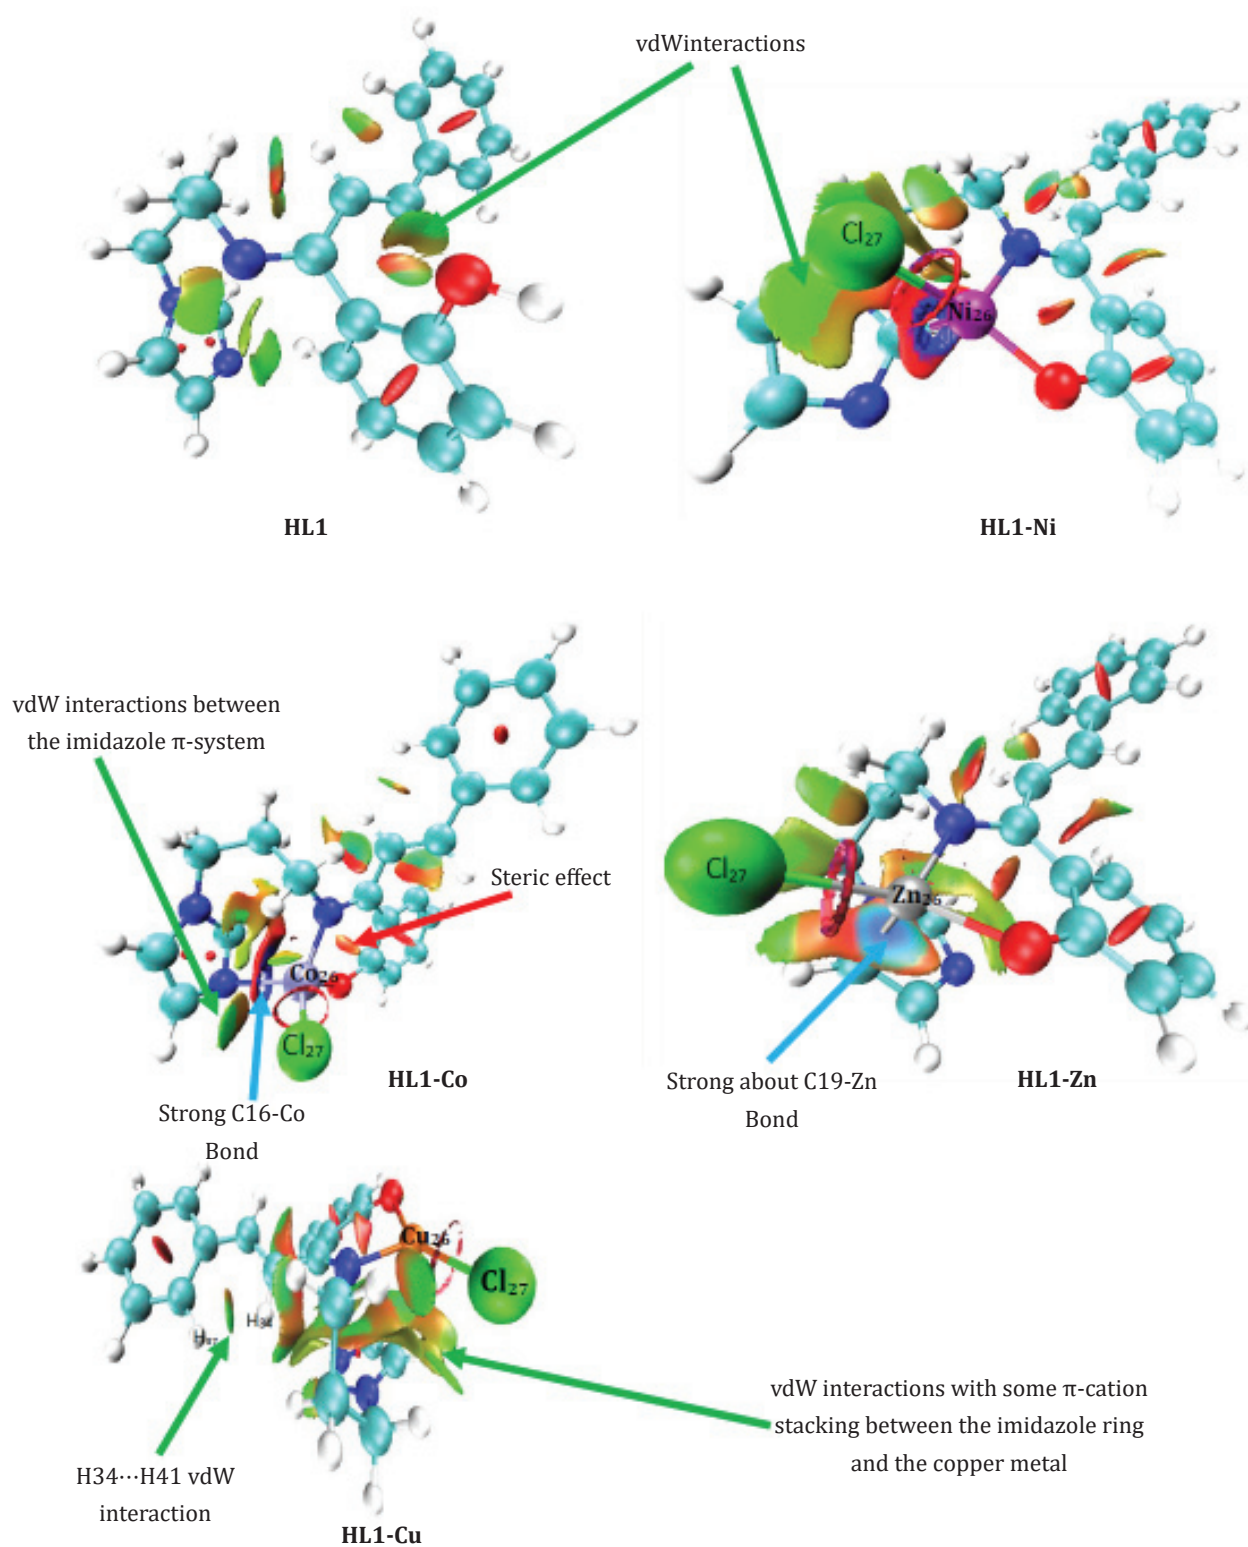 vdWinteractions
Cl27
Ni26
HL1
HL1-Ni
vdW interactions between
the imidazole π-system
Steric effect
Co26
Cl27
HL1-Co
Strong C16-Co
Bond
Cl27
Zn26
Strong about C19-Zn
Bond
HL1-Zn
Cu26
Cl27
vdW interactions with some π-cation
stacking between the imidazole ring
and the copper metal
H34···H41 vdW
interaction
HL1-Cu